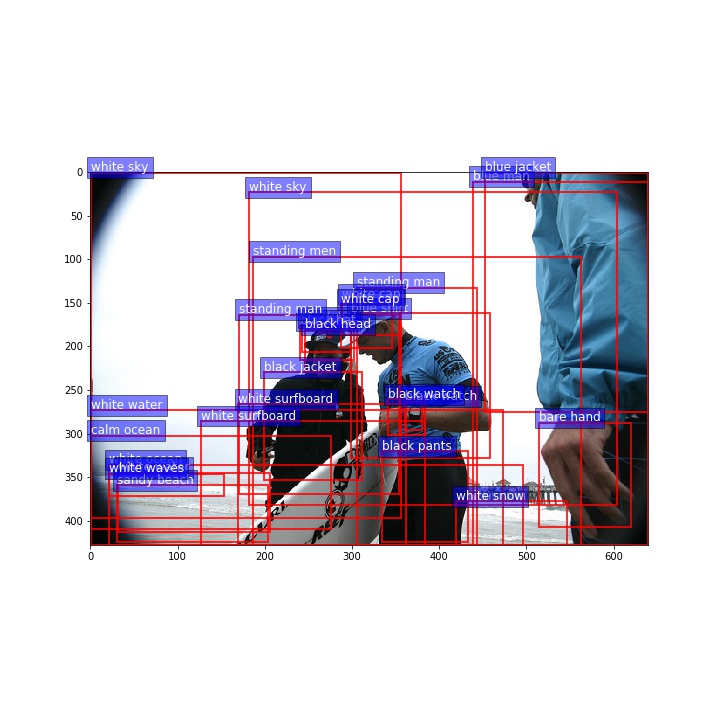 blue jacket
white sky
blue man
0
white sky
50
standing men
100
standing man
white cap
150
standing man
blue shirt
black head
200
black jacket
250
black watch
white surfboard
white water
white surfboard
bare hand
calm ocean
300
black pants
white ocean
white waves
350
sandy beach
white snow
400
0
100
200
300
400
500
600